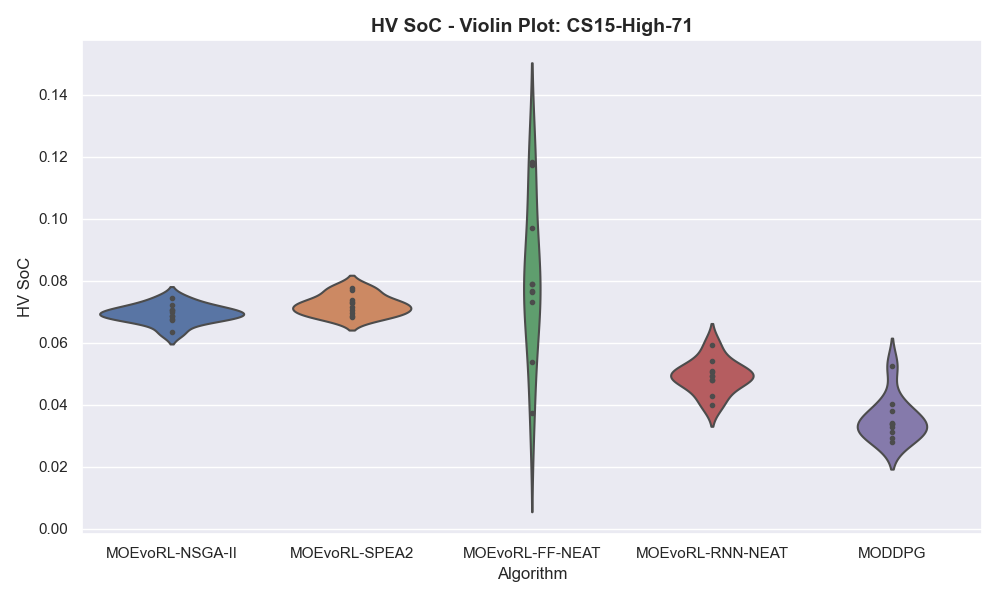 HV SoC - Violin Plot: CS15-High-71
HV SoC
0.14
0.12
0.10
0.08
0.06
0.04
0.02
0.00
MOEvoRL-NSGA-II MOEvoRL-SPEA2 MOEvoRL-FF-NEAT MOEvoRL-RNN-NEAT MODDPG
Algorithm